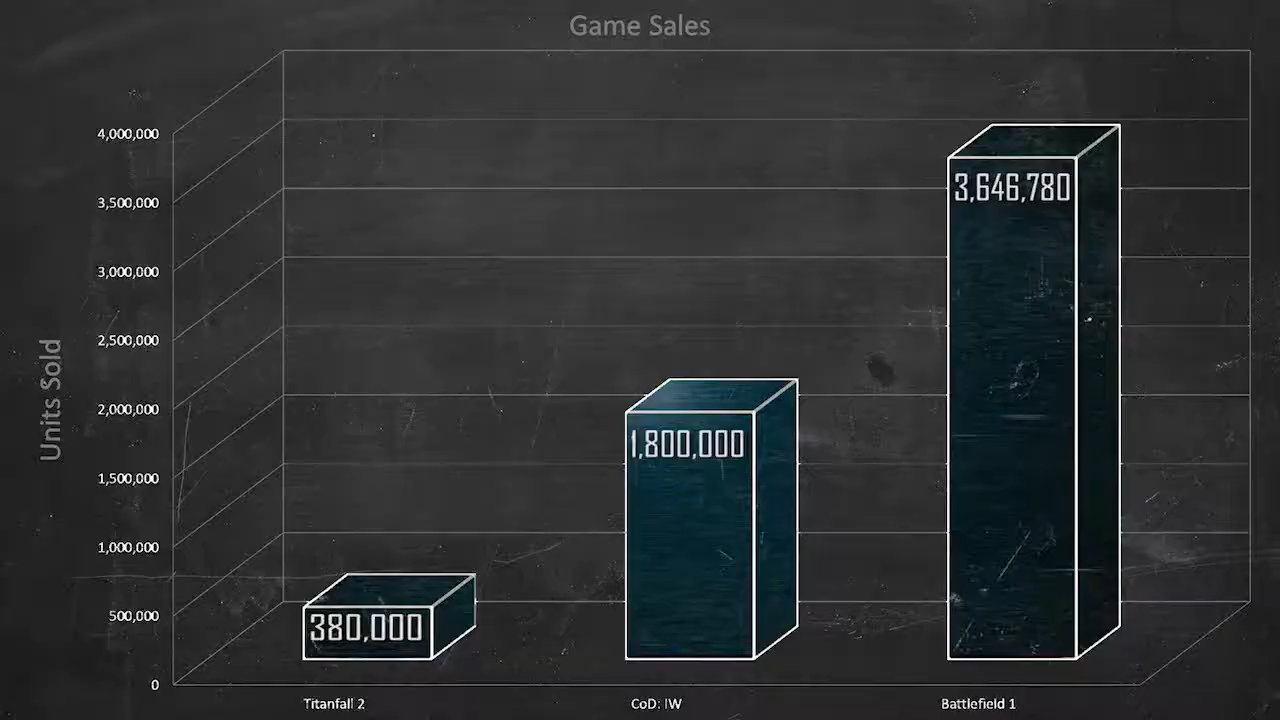 Game Sales
4,000,000
3,500,000
3,000,000
2,500,000
2,000,000
1,500,000
1,000,000
500,000
0
Units Sold
380,000
1,800,000
3,646,780
Titanfall 2
CoD: IW
Battlefield 1